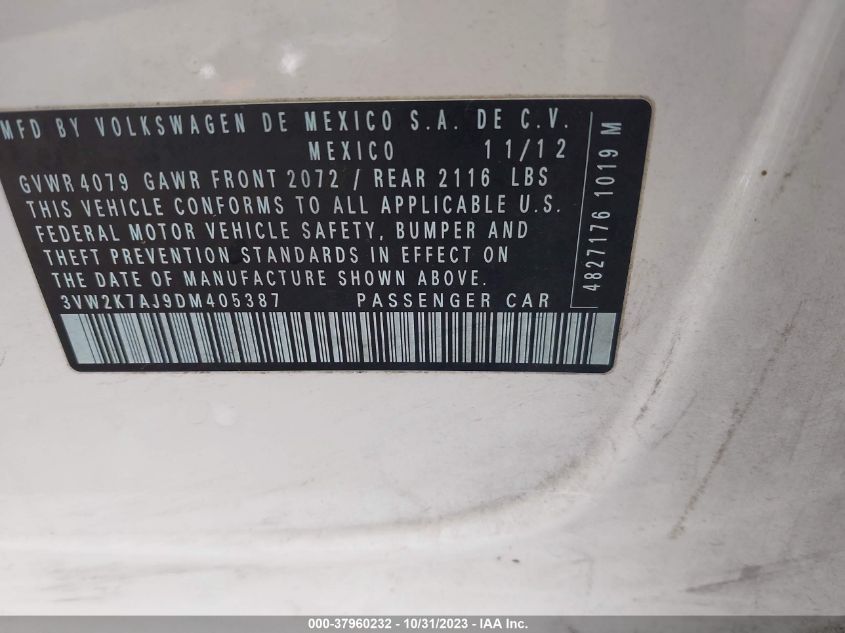 MFD BY VOLKSWAGEN DE MEXICO S.A. DE C.V.
MEXICO 11/12
GVWR 4079 GAWR FRONT 2072 / REAR 2116 LBS
THIS VEHICLE CONFORMS TO ALL APPLICABLE U.S.
FEDERAL MOTOR VEHICLE SAFETY, BUMPER AND
THEFT PREVENTION STANDARDS IN EFFECT ON
THE DATE OF MANUFACTURE SHOWN ABOVE.
3VW2K7AJ9DM405387 PASSENGER CAR
4827176 1019 M
000-37960232 - 10/31/2023 - IAA Inc.